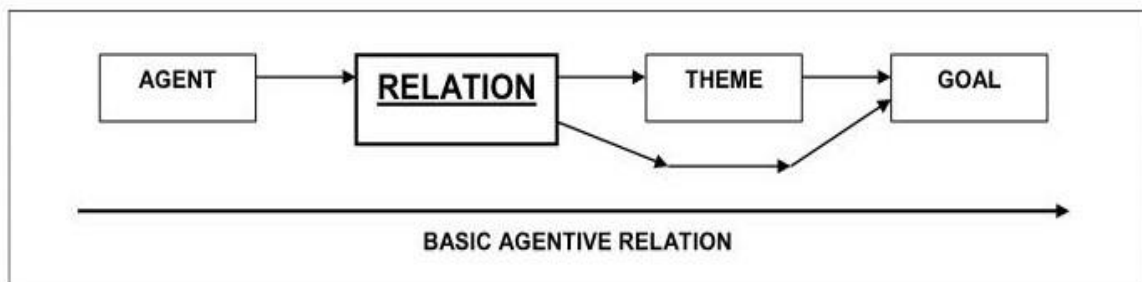 AGENT
RELATION
THEME
GOAL
BASIC AGENTIVE RELATION